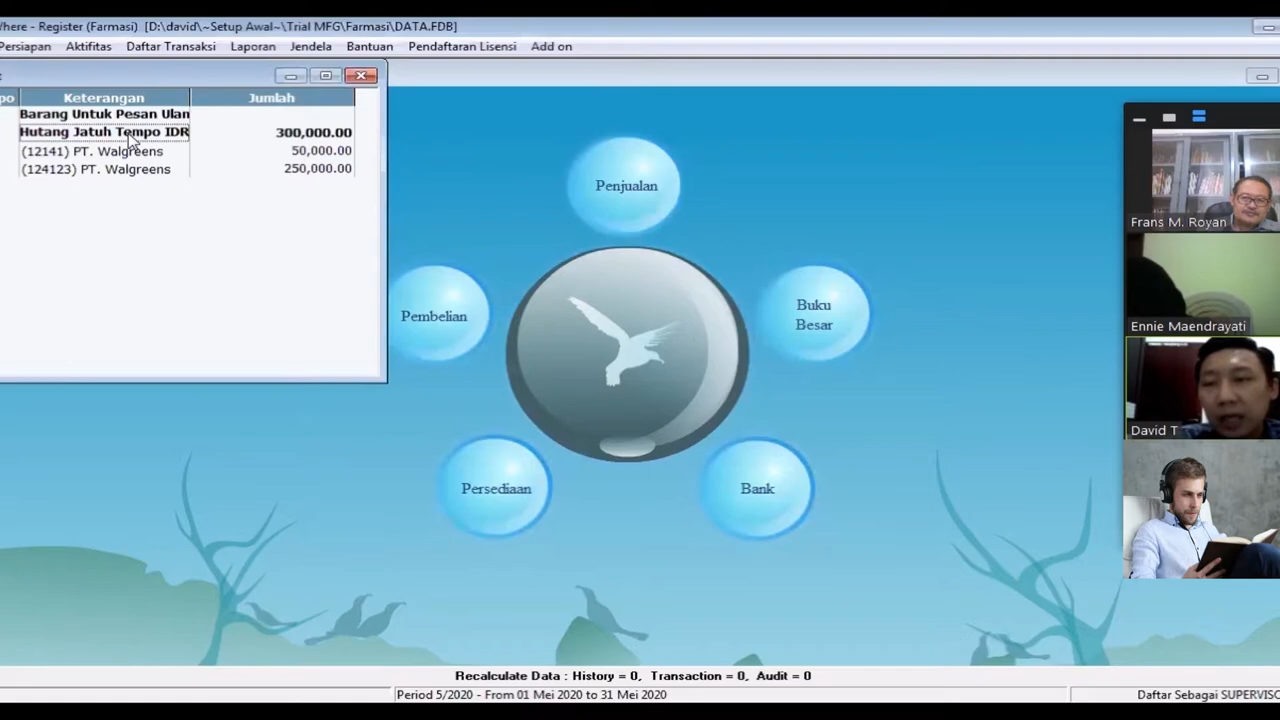 Where - Register (Farmasi) [D:\david\~Setup Awal~\Trial MFG\Farmasi\DATA.FDB]
Persiapan Aktifitas Daftar Transaksi Laporan Jendela Bantuan Pendaftaran Lisensi Add on
po Keterangan Jumlah
Barang Untuk Pesan Ulan
Hutang Jatuh Tempo IDR 300,000.00
(12141) PT. Walgreens 50,000.00
(124123) PT. Walgreens 250,000.00
Penjualan
Pembelian
Buku
Besar
Persediaan
Bank
Frans M. Royan
Ennie Maendrayati
David T
Recalculate Data : History = 0, Transaction = 0, Audit = 0
Period 5/2020 - From 01 Mei 2020 to 31 Mei 2020
Daftar Sebagai SUPERVISO